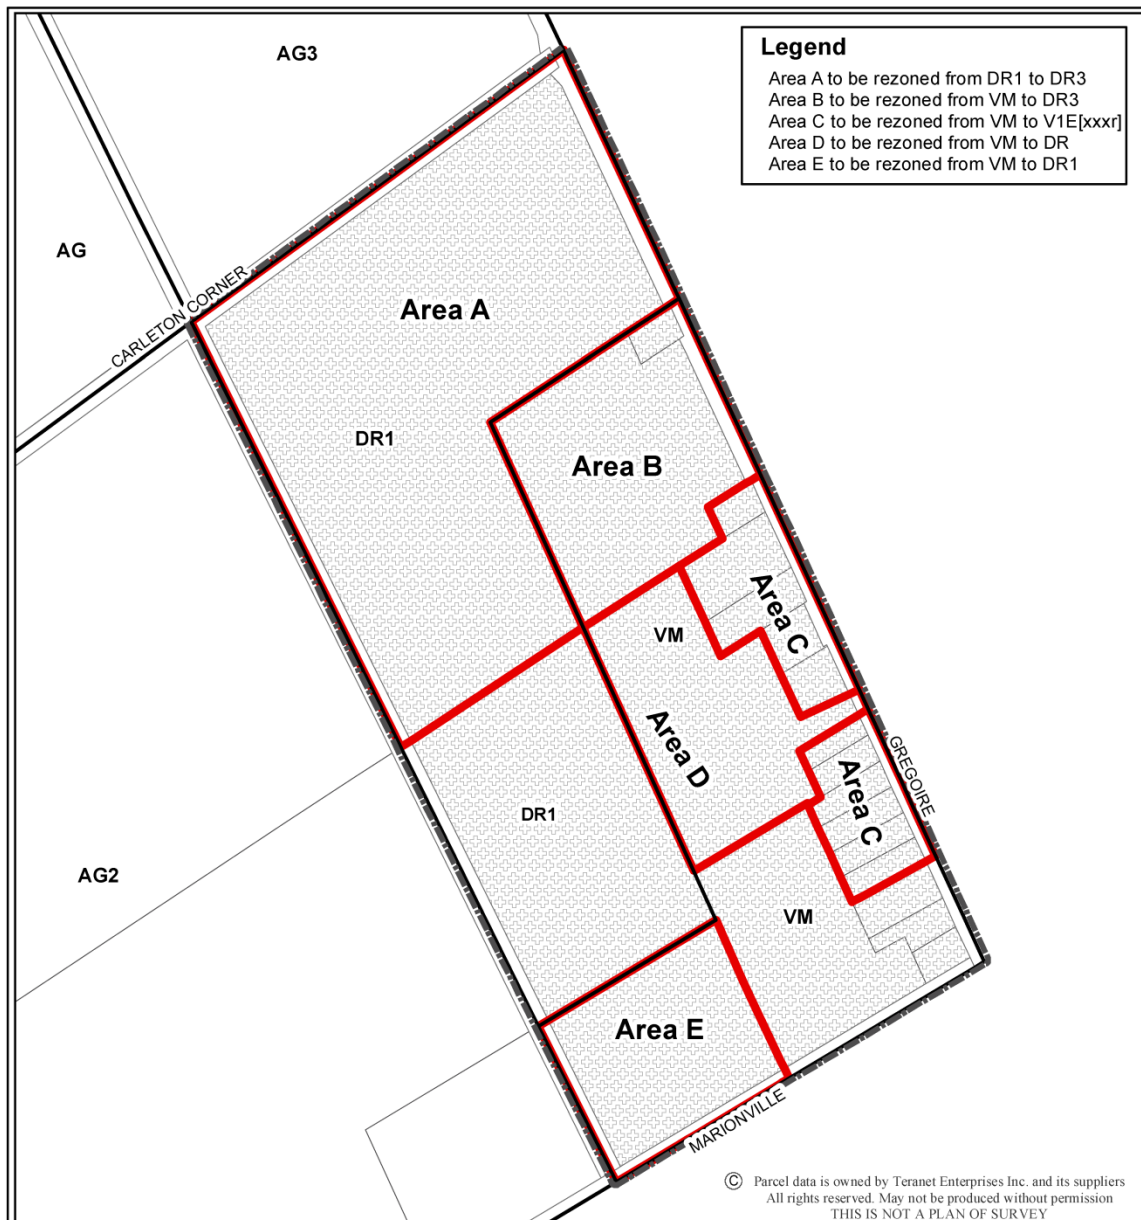 AG3
Legend
Area A to be rezoned from DR1 to DR3
Area B to be rezoned from VM to DR3
Area C to be rezoned from VM to V1E[xxxr]
Area D to be rezoned from VM to DR
Area E to be rezoned from VM to DR1
AG
CARLETON CORNER
Area A
DR1
Area B
Area C
VM
Area D
GREGOIRE
Area C
DR1
AG2
VM
Area E
MARIONVILLE
© Parcel data is owned by Teranet Enterprises Inc. and its suppliers
All rights reserved. May not be produced without permission
THIS IS NOT A PLAN OF SURVEY